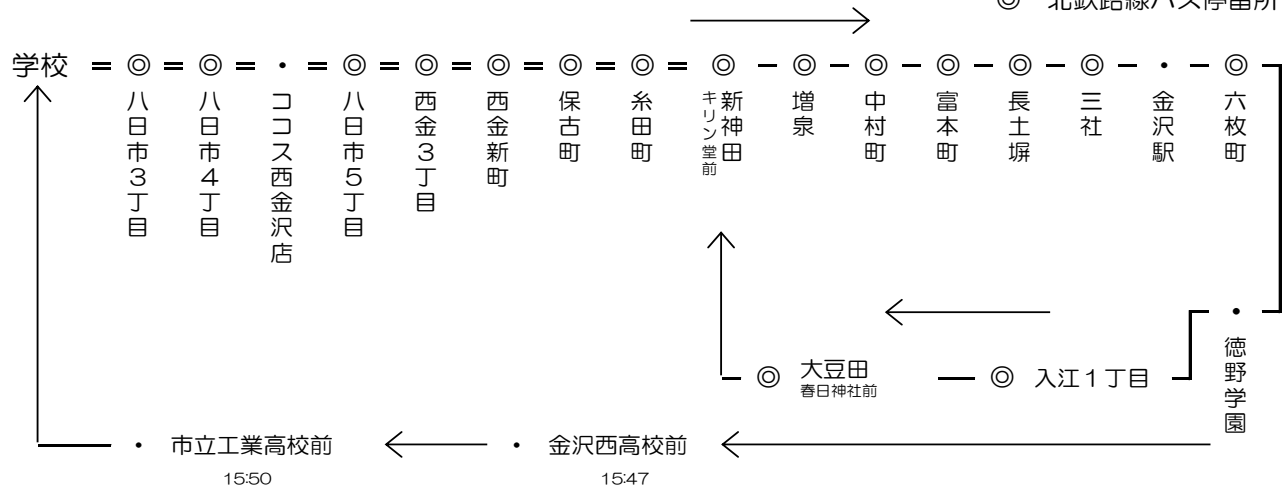 ◎ 北鉄路線バス停留所
学校 = ◎ = ◎ = ・ = ◎ = ◎ = ◎ = ◎ = ◎ = ◎ − ◎ − ◎ − ◎ − ◎ − ◎ − ・ − ◎
八日市3丁目
八日市4丁目
ココス西金沢店
八日市5丁目
西金3丁目
西金新町
保古町
糸田町
新神田
キリン堂前
増泉
中村町
富本町
長土塀
三社
金沢駅
六枚町
・ 徳野学園
◎ 入江1丁目
◎ 大豆田
春日神社前
・ 金沢西高校前
15:47
・ 市立工業高校前
15:50